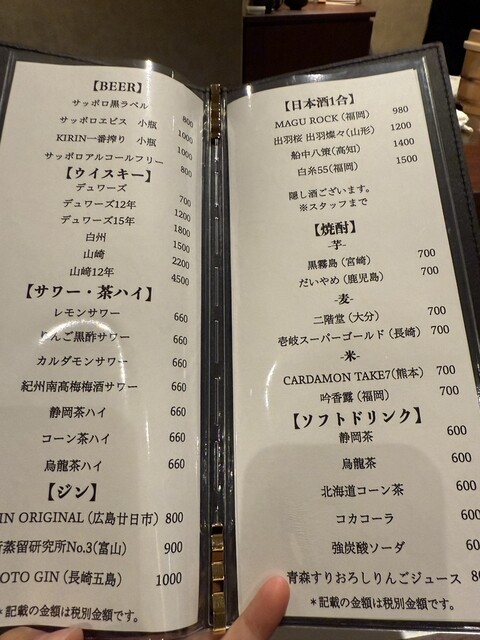 【BEER】
サッポロ黒ラベル 800
サッポロエビス 小瓶 1000
KIRIN一番搾り 小瓶 1000
サッポロアルコールフリー 800
【ウイスキー】
デュワーズ 700
デュワーズ12年 1200
デュワーズ15年 1800
白州 1500
山崎 2200
山崎12年 4500
【サワー・茶ハイ】
レモンサワー 660
りんご黒酢サワー 660
カルダモンサワー 660
紀州南高梅梅酒サワー 660
静岡茶ハイ 660
コーン茶ハイ 660
烏龍茶ハイ 660
【ジン】
IN ORIGINAL (広島廿日市) 800
蒸留研究所No.3(富山) 900
OTO GIN (長崎五島) 1000
＊記載の金額は税別金額です。
【日本酒1合】
MAGU ROCK (福岡) 980
出羽桜 出羽燦々(山形) 1200
船中八策(高知) 1400
白糸55(福岡) 1500
隠し酒ございます。
※スタッフまで
【焼酎】
-芋-
黒霧島 (宮崎) 700
だいやめ (鹿児島) 700
-麦-
二階堂 (大分) 700
壱岐スーパーゴールド (長崎) 700
-米-
CARDAMON TAKE7(熊本) 700
吟香露 (福岡) 700
【ソフトドリンク】
静岡茶 600
烏龍茶 600
北海道コーン茶 600
コカコーラ 600
強炭酸ソーダ 60
青森すりおろしりんごジュース
＊記載の金額は税別金額です。